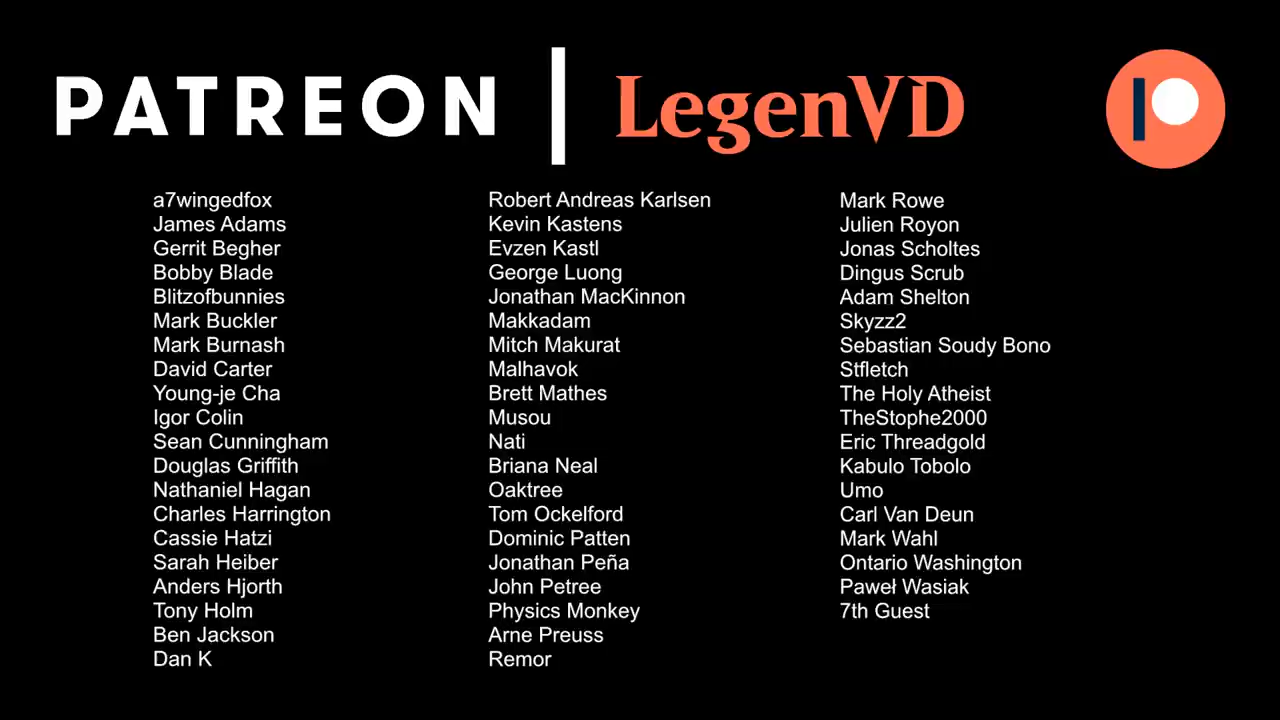 PATREON | LegenVD
a7wingedfox
James Adams
Gerrit Begher
Bobby Blade
Blitzofbunnies
Mark Buckler
Mark Burnash
David Carter
Young-je Cha
Igor Colin
Sean Cunningham
Douglas Griffith
Nathaniel Hagan
Charles Harrington
Cassie Hatzi
Sarah Heiber
Anders Hjorth
Tony Holm
Ben Jackson
Dan K
Robert Andreas Karlsen
Kevin Kastens
Evzen Kastl
George Luong
Jonathan MacKinnon
Makkadam
Mitch Makurat
Malhavok
Brett Mathes
Musou
Nati
Briana Neal
Oaktree
Tom Ockelford
Dominic Patten
Jonathan Peña
John Petree
Physics Monkey
Arne Preuss
Remor
Mark Rowe
Julien Royon
Jonas Scholtes
Dingus Scrub
Adam Shelton
Skyzz2
Sebastian Soudy Bono
Stfletch
The Holy Atheist
TheStophe2000
Eric Threadgold
Kabulo Tobolo
Umo
Carl Van Deun
Mark Wahl
Ontario Washington
Paweł Wasiak
7th Guest